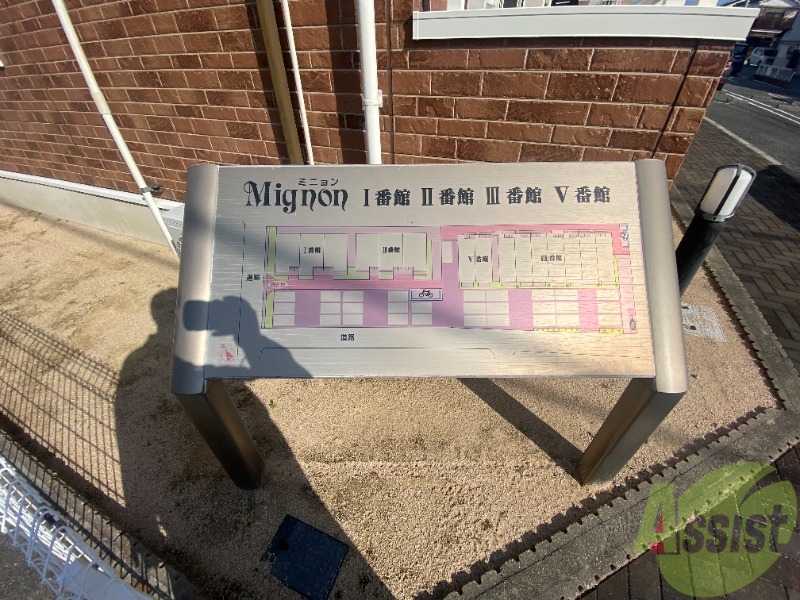 ミニョン
Mignon Ⅰ番館 Ⅱ番館 Ⅲ番館 Ⅴ番館
Ⅰ番館 Ⅱ番館 Ⅴ番館 Ⅲ番館
道路
道路
Assist